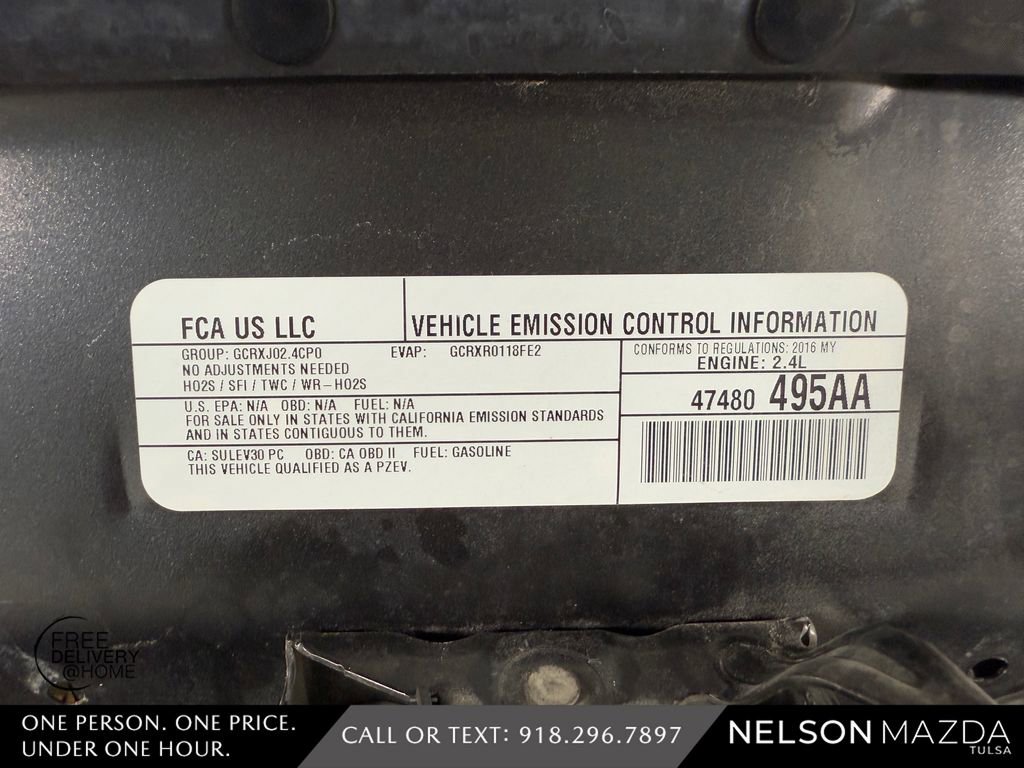 FCA US LLC
VEHICLE EMISSION CONTROL INFORMATION
GROUP: GCRXJ02.4CP0 EVAP: GCRXR0118FE2
NO ADJUSTMENTS NEEDED
HO2S / SFI / TWC / WR-HO2S
CONFORMS TO REGULATIONS: 2016 MY
ENGINE: 2.4L
47480 495AA
U.S. EPA: N/A OBD: N/A FUEL: N/A
FOR SALE ONLY IN STATES WITH CALIFORNIA EMISSION STANDARDS
AND IN STATES CONTIGUOUS TO THEM.
CA: SULEV30 PC OBD: CA OBD II FUEL: GASOLINE
THIS VEHICLE QUALIFIED AS A PZEV.
FREE
DELIVERY
@HOME
ONE PERSON. ONE PRICE.
UNDER ONE HOUR.
CALL OR TEXT: 918.296.7897
NELSON MAZDA
TULSA